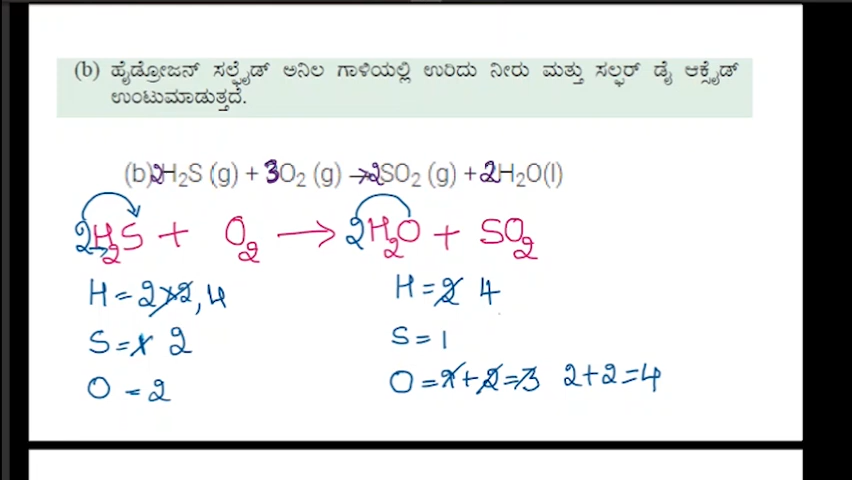 (b) ಹೈಡ್ರೋಜನ್ ಸಲ್ಫೈಡ್ ಅನಿಲ ಗಾಳಿಯಲ್ಲಿ ಉರಿದು ನೀರು ಮತ್ತು ಸಲ್ಫರ್ ಡೈ ಆಕ್ಸೈಡ್
ಉಂಟುಮಾಡುತ್ತದೆ.
(b)2H₂S (g) + 3O₂ (g) →2SO₂ (g) +2H₂O(l)
2H₂S + O₂ → 2H₂O + SO₂
H = 2×2, 4 H = 2 4
S = 1 2 S = 1
O = 2 O = 1+2=3 2+2=4